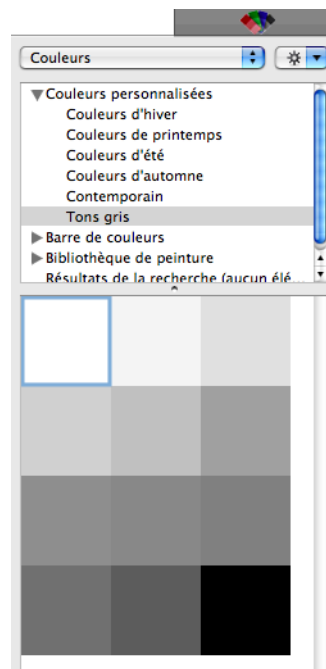 Couleurs
Couleurs personnalisées
Couleurs d'hiver
Couleurs de printemps
Couleurs d'été
Couleurs d'automne
Contemporain
Tons gris
Barre de couleurs
Bibliothèque de peinture
Résultats de la recherche (aucun élé...